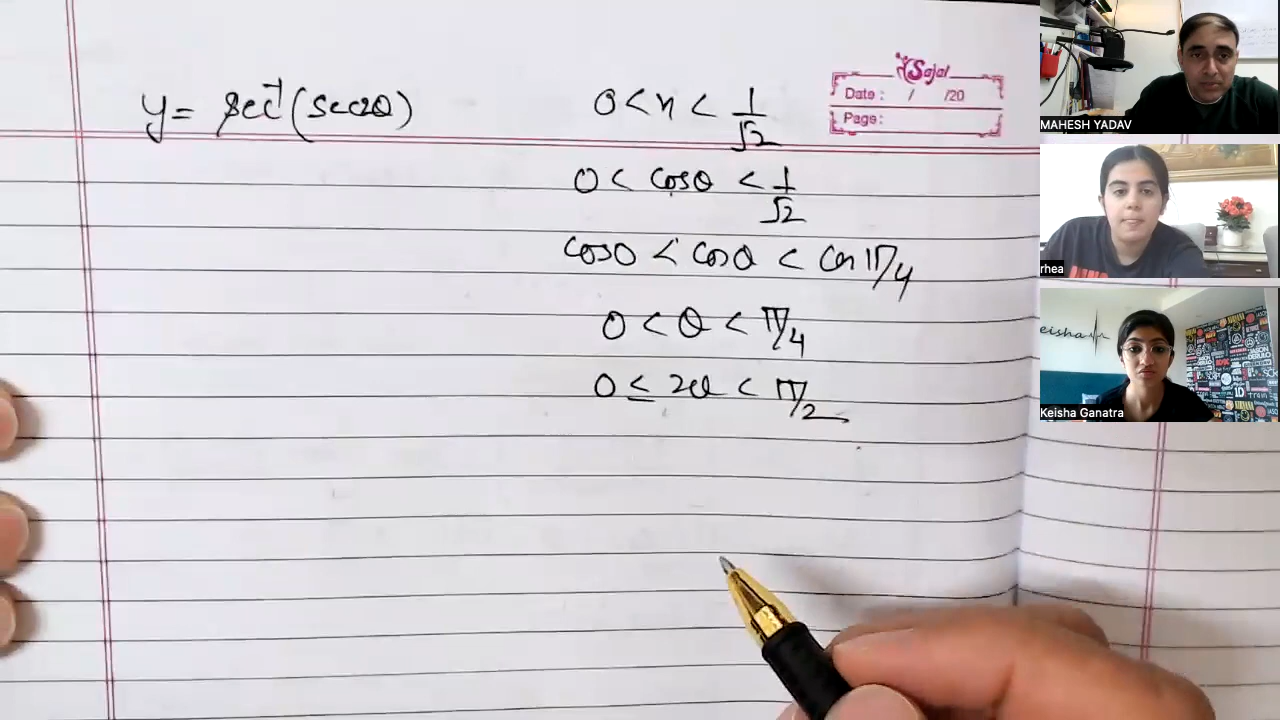 y = sec⁻¹(sec2θ)
0 < x < 1/√2
0 < cosθ < 1/√2
cos0 < cosθ < cos π/4
0 < θ < π/4
0 ≤ 2θ < π/2
Sajal
Date : / /20
Page :
MAHESH YADAV
rhea
eisha
Keisha Ganatra